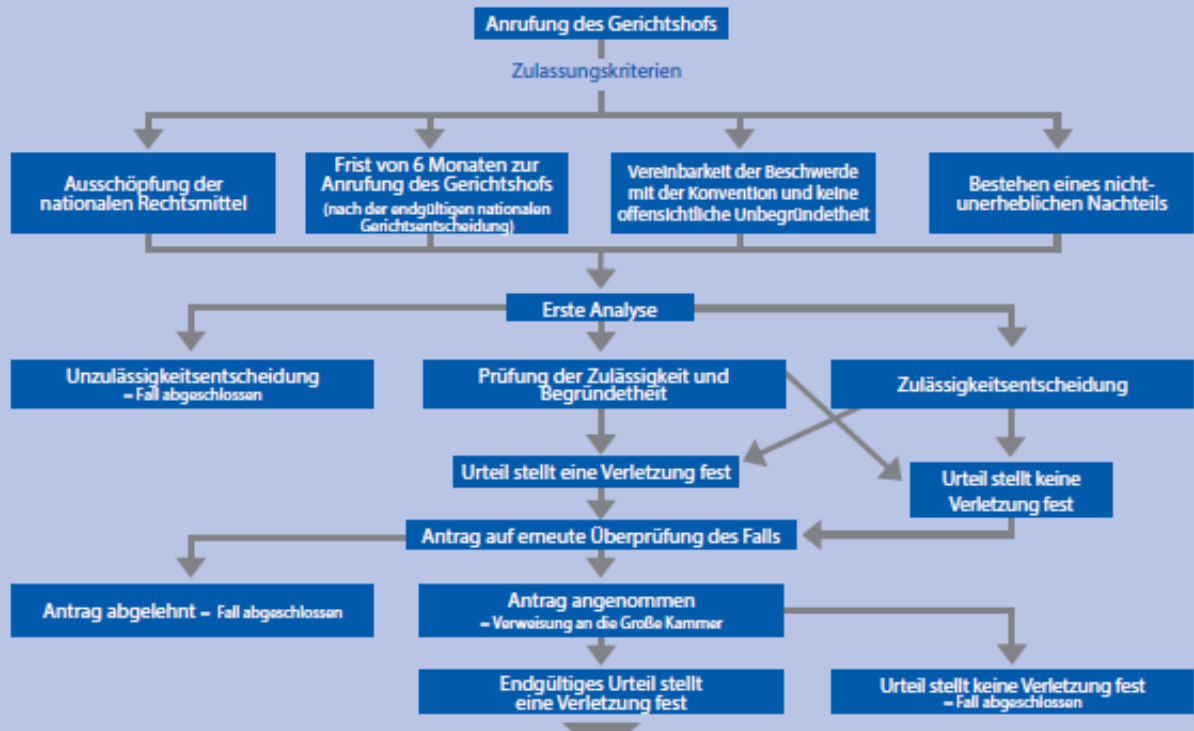 Anrufung des Gerichtshofs
Zulassungskriterien
Ausschöpfung der
nationalen Rechtsmittel
Frist von 6 Monaten zur
Anrufung des Gerichtshofs
(nach der endgültigen nationalen
Gerichtsentscheidung)
Vereinbarkeit der Beschwerde
mit der Konvention und keine
offensichtliche Unbegründetheit
Bestehen eines nicht-
unerheblichen Nachteils
Erste Analyse
Unzulässigkeitsentscheidung
– Fall abgeschlossen
Prüfung der Zulässigkeit und
Begründetheit
Zulässigkeitsentscheidung
Urteil stellt eine Verletzung fest
Urteil stellt keine
Verletzung fest
Antrag auf erneute Überprüfung des Falls
Antrag abgelehnt – Fall abgeschlossen
Antrag angenommen
– Verweisung an die Große Kammer
Endgültiges Urteil stellt
eine Verletzung fest
Urteil stellt keine Verletzung fest
– Fall abgeschlossen